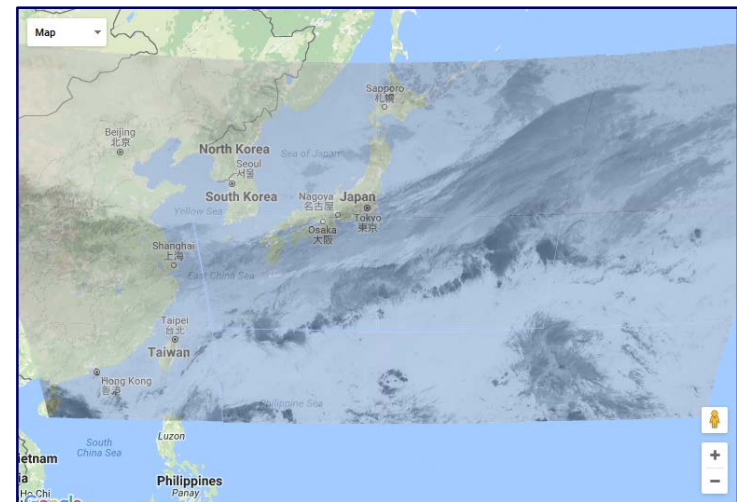 Map
Sapporo
札幌
Beijing
北京
North Korea
Sea of Japan
Seoul
서울
South Korea
Nagoya
名古屋
Japan
Yellow Sea
Tokyo
東京
Osaka
大阪
Shanghai
上海
East China Sea
Taipei
台北
Taiwan
Hong Kong
香港
Philippine Sea
Luzon
South
China Sea
ietnam
Ho Chi
Philippines
Panay
Google
+
−